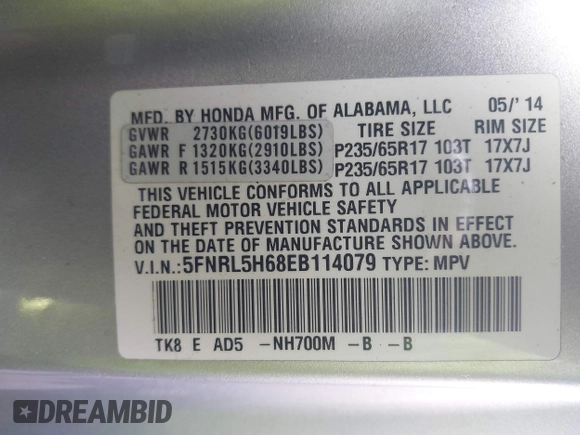 MFD. BY HONDA MFG. OF ALABAMA, LLC 05/'14
GVWR 2730KG(6019LBS) TIRE SIZE RIM SIZE
GAWR F 1320KG(2910LBS) P235/65R17 103T 17X7J
GAWR R 1515KG(3340LBS) P235/65R17 103T 17X7J
THIS VEHICLE CONFORMS TO ALL APPLICABLE
FEDERAL MOTOR VEHICLE SAFETY
AND THEFT PREVENTION STANDARDS IN EFFECT
ON THE DATE OF MANUFACTURE SHOWN ABOVE.
V.I.N.:5FNRL5H68EB114079 TYPE: MPV
TK8 E AD5 -NH700M -B -B
DREAMBID